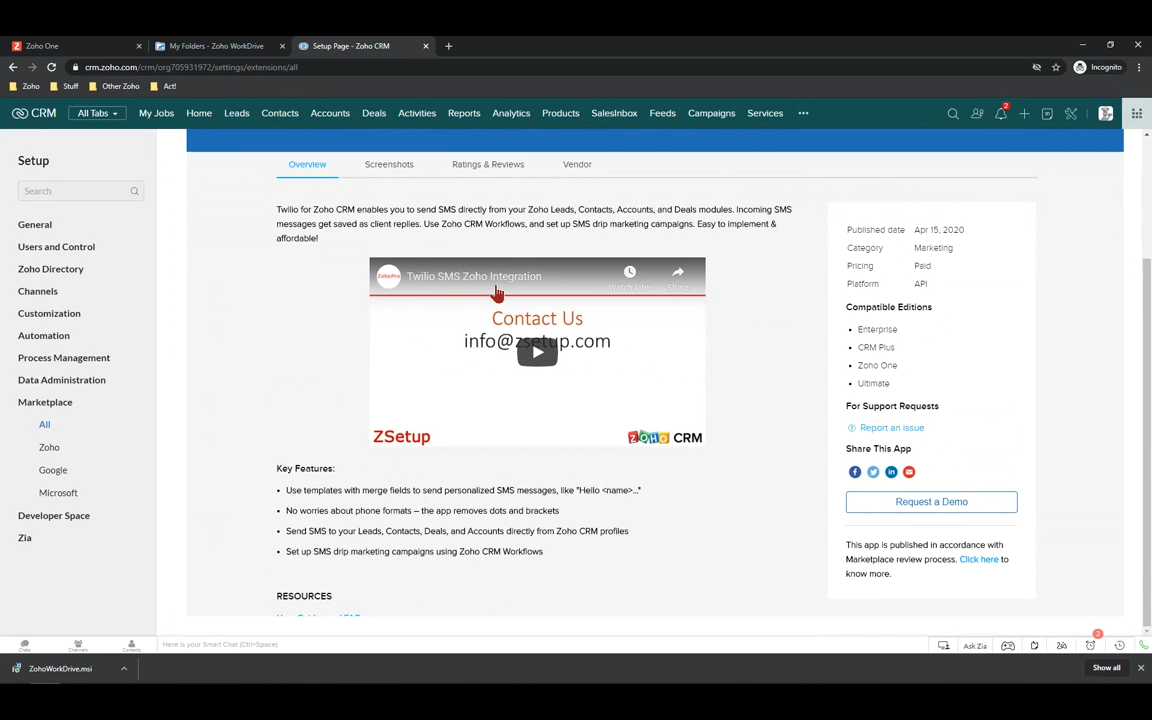 Zoho One
My Folders - Zoho WorkDrive
Setup Page - Zoho CRM
crm.zoho.com/crm/org705931972/settings/extensions/all
Incognito
Zoho
Stuff
Other Zoho
Act!
CRM
All Tabs
My Jobs
Home
Leads
Contacts
Accounts
Deals
Activities
Reports
Analytics
Products
SalesInbox
Feeds
Campaigns
Services
2
Setup
Search
General
Users and Control
Zoho Directory
Channels
Customization
Automation
Process Management
Data Administration
Marketplace
All
Zoho
Google
Microsoft
Developer Space
Zia
Overview
Screenshots
Ratings & Reviews
Vendor
Twilio for Zoho CRM enables you to send SMS directly from your Zoho Leads, Contacts, Accounts, and Deals modules. Incoming SMS
messages get saved as client replies. Use Zoho CRM Workflows, and set up SMS drip marketing campaigns. Easy to implement &
affordable!
Twilio SMS Zoho Integration
Watch later
Share
Contact Us
info@zsetup.com
ZSetup
ZOHO CRM
Key Features:
• Use templates with merge fields to send personalized SMS messages, like "Hello <name>..."
• No worries about phone formats – the app removes dots and brackets
• Send SMS to your Leads, Contacts, Deals, and Accounts directly from Zoho CRM profiles
• Set up SMS drip marketing campaigns using Zoho CRM Workflows
RESOURCES
Published date Apr 15, 2020
Category Marketing
Pricing Paid
Platform API
Compatible Editions
• Enterprise
• CRM Plus
• Zoho One
• Ultimate
For Support Requests
Report an issue
Share This App
Request a Demo
This app is published in accordance with
Marketplace review process. Click here to
know more.
Chats
Channels
Contacts
Here is your Smart Chat (Ctrl+Space)
Ask Zia
2
ZohoWorkDrive.msi
Show all